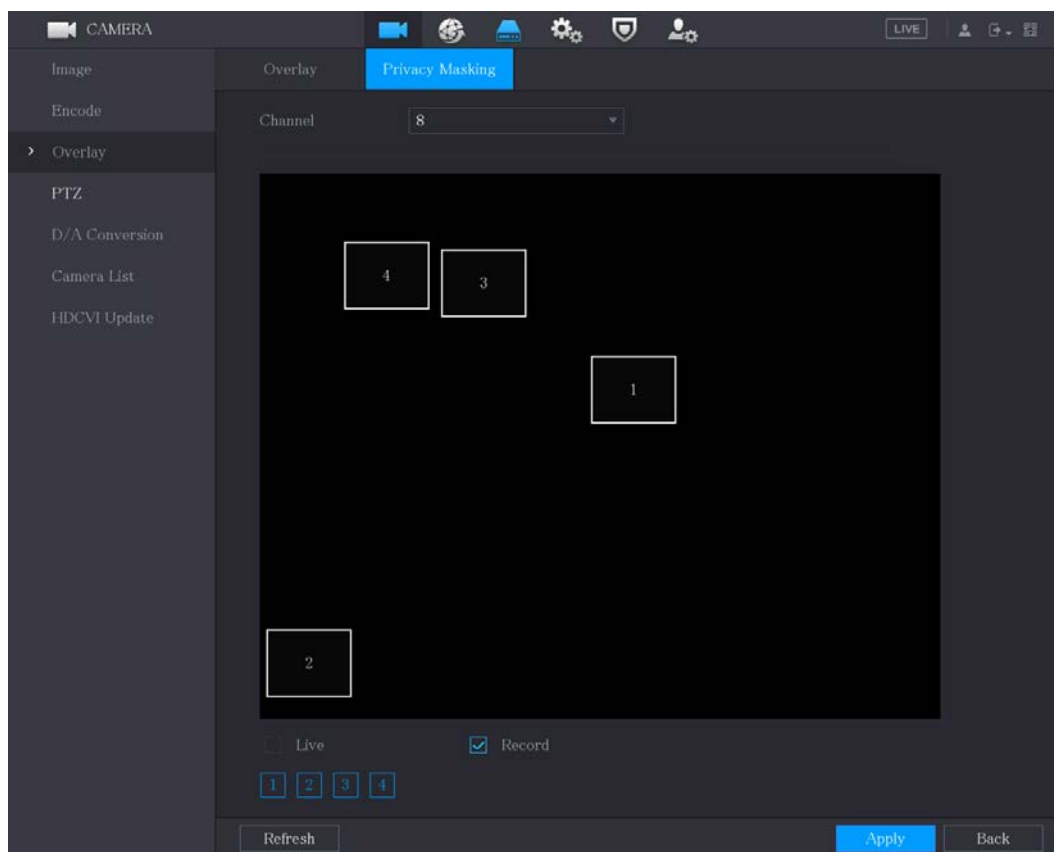 CAMERA
LIVE
Image
Encode
Overlay
PTZ
D/A Conversion
Camera List
HDCVI Update
Overlay
Privacy Masking
Channel
8
4
3
1
2
Live
Record
1
2
3
4
Refresh
Apply
Back